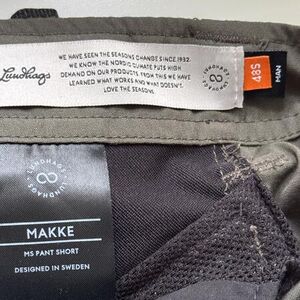 Lundhags
WE HAVE SEEN THE SEASONS CHANGE SINCE 1932.
WE KNOW THE NORDIC CLIMATE PUTS HIGH
DEMAND ON OUR PRODUCTS. FROM THIS WE HAVE
LEARNED WHAT WORKS AND WHAT DOESN'T.
LOVE THE SEASONS.
LUNDHAGS LUNDHAGS
48S
MAN
LUNDHAGS LUNDHAGS
MAKKE
MS PANT SHORT
DESIGNED IN SWEDEN